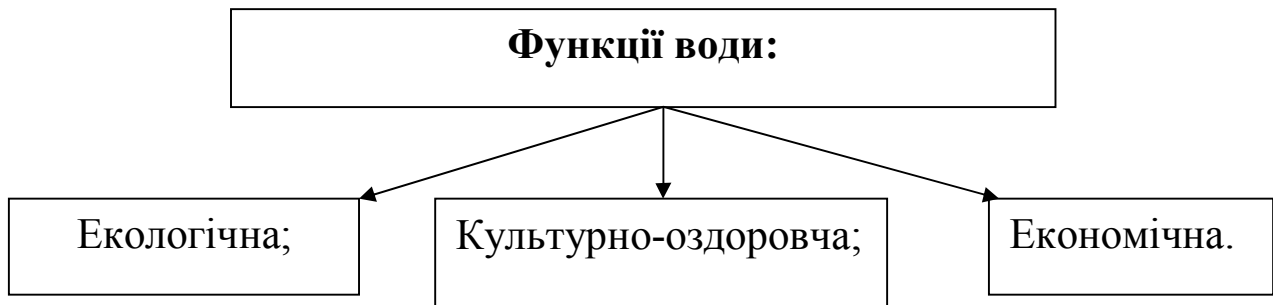 Функції води:
Екологічна;
Культурно-оздоровча;
Економічна.